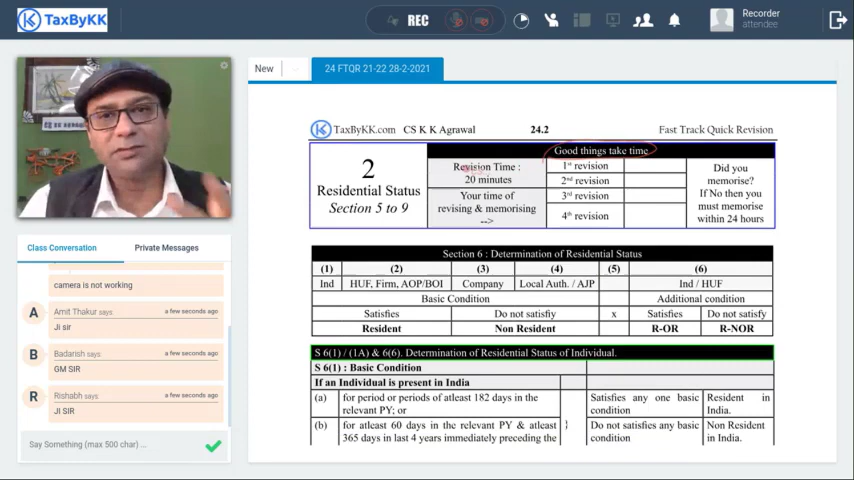 TaxByKK
REC
Recorder
attendee
New
24 FTQR 21-22 28-2-2021
TaxByKK.com CS K K Agrawal 24.2 Fast Track Quick Revision
2
Residential Status
Section 5 to 9
Revision Time :
20 minutes
Your time of
revising & memorising
-->
Good things take time
1st revision
2nd revision
3rd revision
4th revision
Did you
memorise?
If No then you
must memorise
within 24 hours
Section 6 : Determination of Residential Status
(1) (2) (3) (4) (5) (6)
Ind HUF, Firm, AOP/BOI Company Local Auth. / AJP Ind / HUF
Basic Condition Additional condition
Satisfies Do not satisfiy x Satisfies Do not satisfy
Resident Non Resident R-OR R-NOR
S 6(1) / (1A) & 6(6). Determination of Residential Status of Individual.
S 6(1) : Basic Condition
If an Individual is present in India
(a) for period or periods of atleast 182 days in the
relevant PY; or
Satisfies any one basic
condition
Resident in
India.
(b) for atleast 60 days in the relevant PY & atleast
365 days in last 4 years immediately preceding the
}
Do not satisfies any basic
condition
Non Resident
in India.
Class Conversation Private Messages
camera is not working
A
Amit Thakur says: a few seconds ago
Ji sir
B
Badarish says: a few seconds ago
GM SIR
R
Rishabh says: a few seconds ago
JI SIR
Say Something (max 500 char) ...